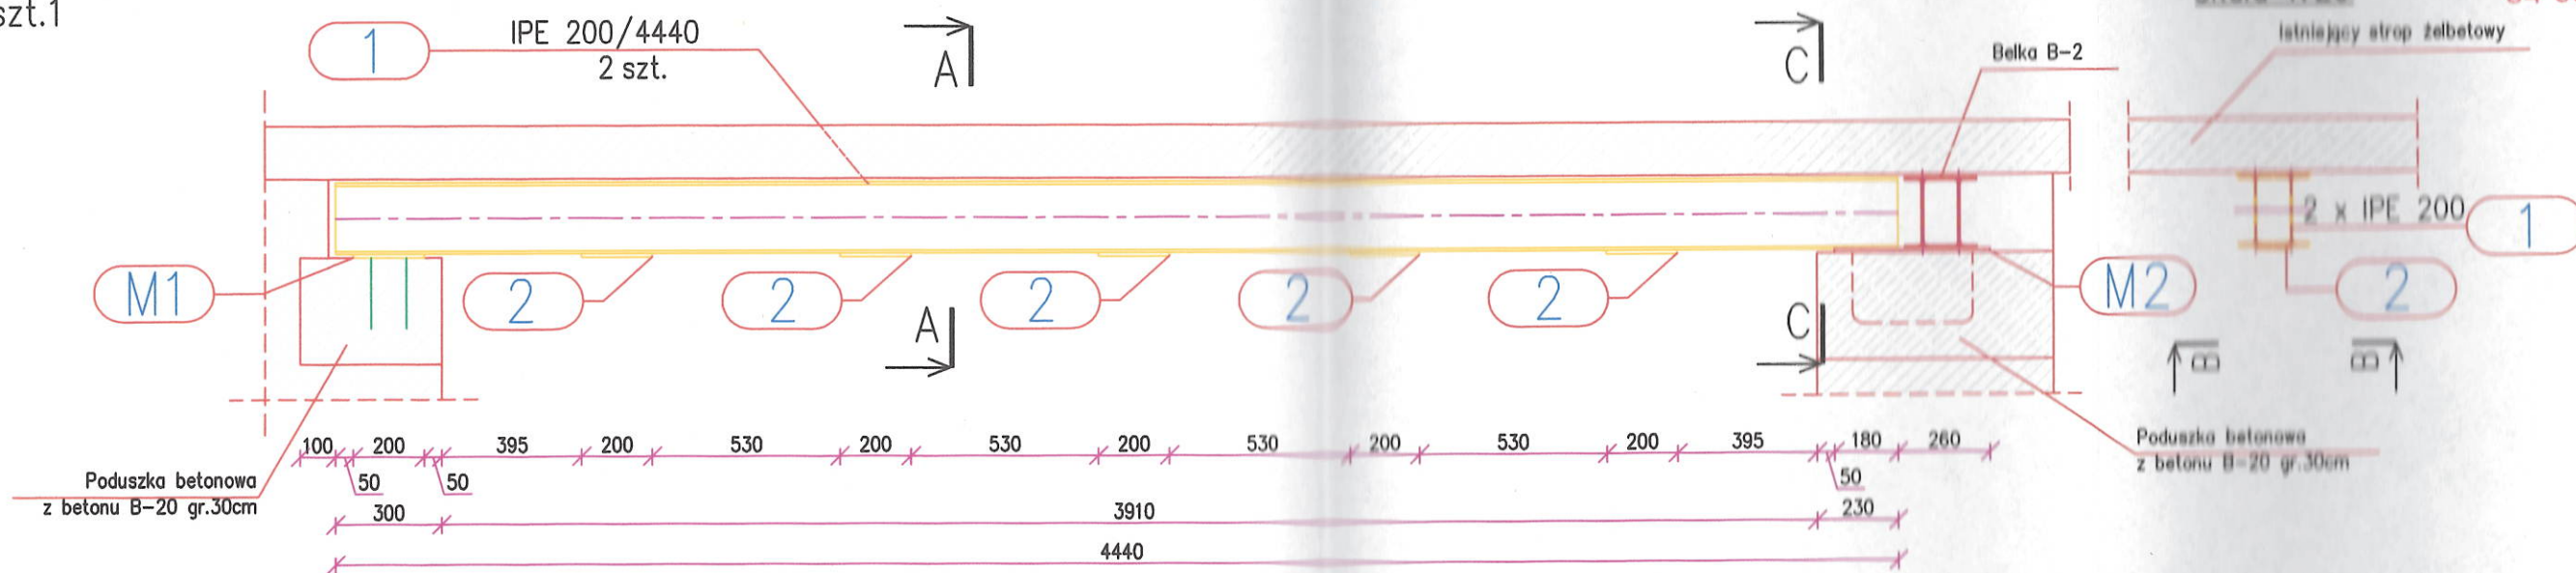 szt.1
1
IPE 200/4440
2 szt.
A
C
Belka B-2
Istniejący strop żelbetowy
2 x IPE 200
1
M1
2
2
2
2
2
M2
2
A
C
B
B
100
200
395
200
530
200
530
200
530
200
530
200
395
180
260
50
50
50
Poduszka betonowa
z betonu B-20 gr.30cm
Poduszka betonowa
z betonu B-20 gr.30cm
300
3910
230
4440